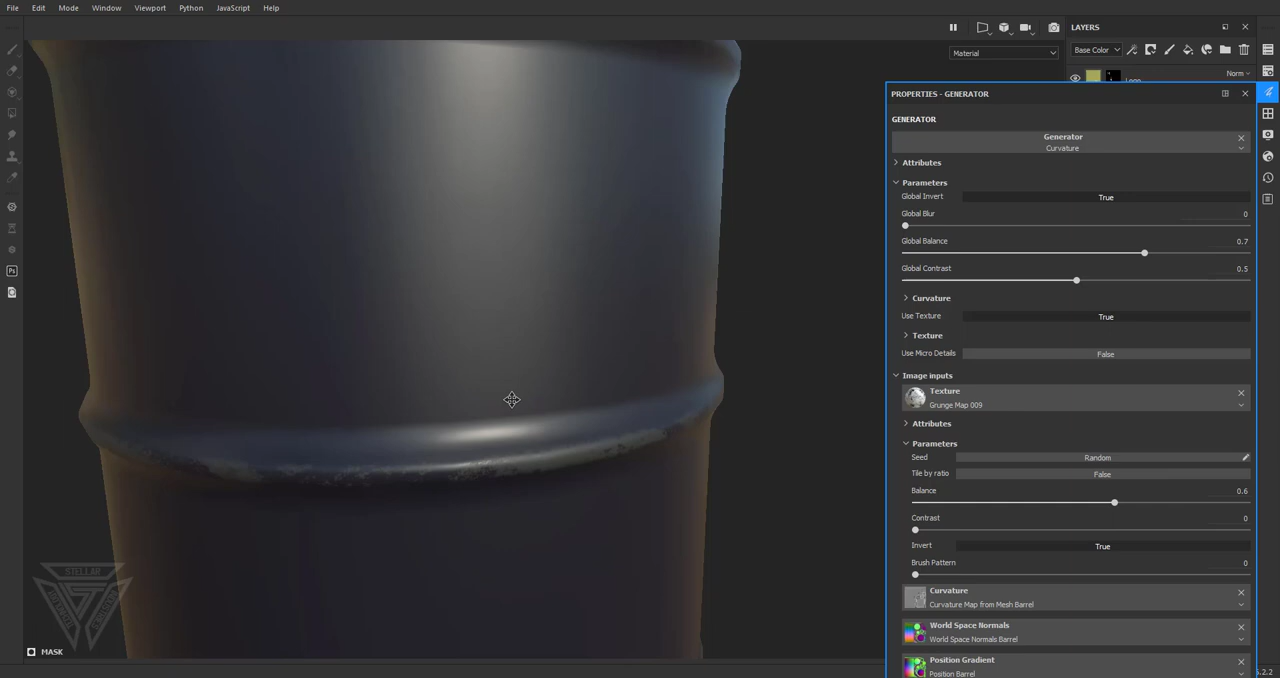 File Edit Mode Window Viewport Python JavaScript Help
Material
LAYERS
Base Color
Norm
PROPERTIES - GENERATOR
GENERATOR
Generator
Curvature
Attributes
Parameters
Global Invert True
Global Blur 0
Global Balance 0.7
Global Contrast 0.5
Curvature
Use Texture True
Texture
Use Micro Details False
Image inputs
Texture
Grunge Map 009
Attributes
Parameters
Seed Random
Tile by ratio False
Balance 0.6
Contrast 0
Invert True
Brush Pattern 0
Curvature
Curvature Map from Mesh Barrel
World Space Normals
World Space Normals Barrel
Position Gradient
Position Barrel
Ps
STELLAR
MASK